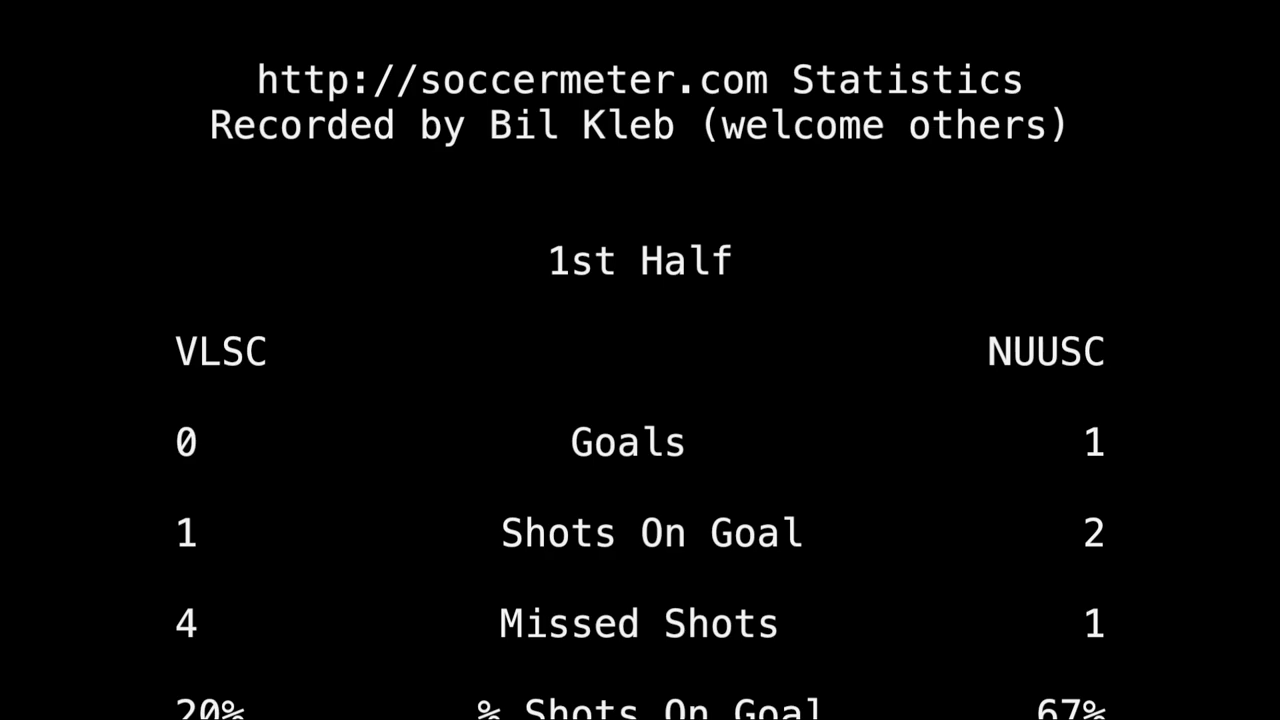 http://soccermeter.com Statistics
Recorded by Bil Kleb (welcome others)
1st Half
VLSC NUUSC
0 Goals 1
1 Shots On Goal 2
4 Missed Shots 1
20% % Shots On Goal 67%